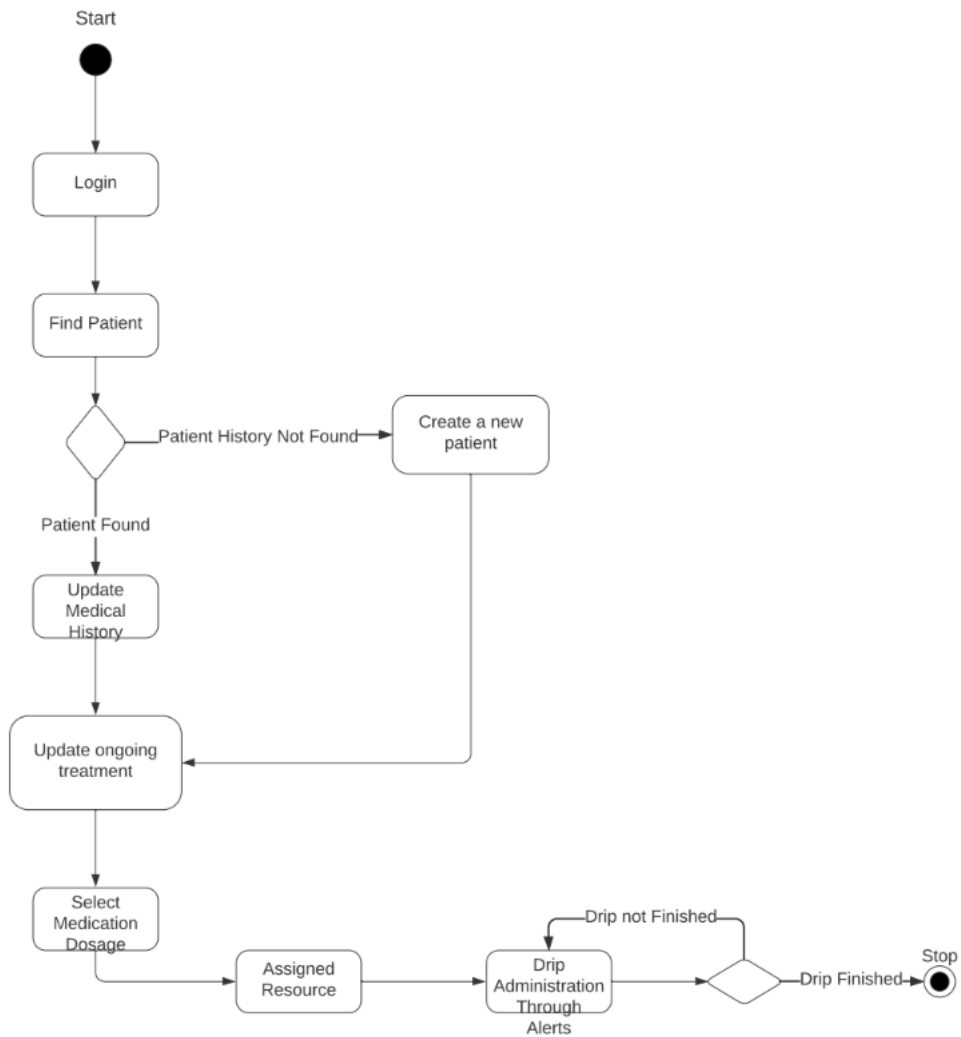 Start
Login
Find Patient
Patient History Not Found
Create a new
patient
Patient Found
Update
Medical
History
Update ongoing
treatment
Select
Medication
Dosage
Assigned
Resource
Drip not Finished
Drip
Administration
Through
Alerts
Drip Finished
Stop